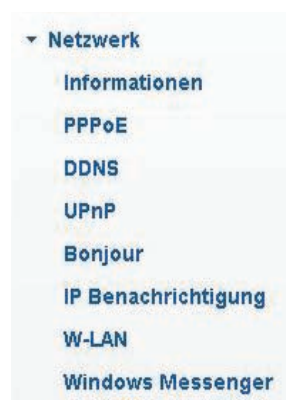 Netzwerk
Informationen
PPPoE
DDNS
UPnP
Bonjour
IP Benachrichtigung
W-LAN
Windows Messenger